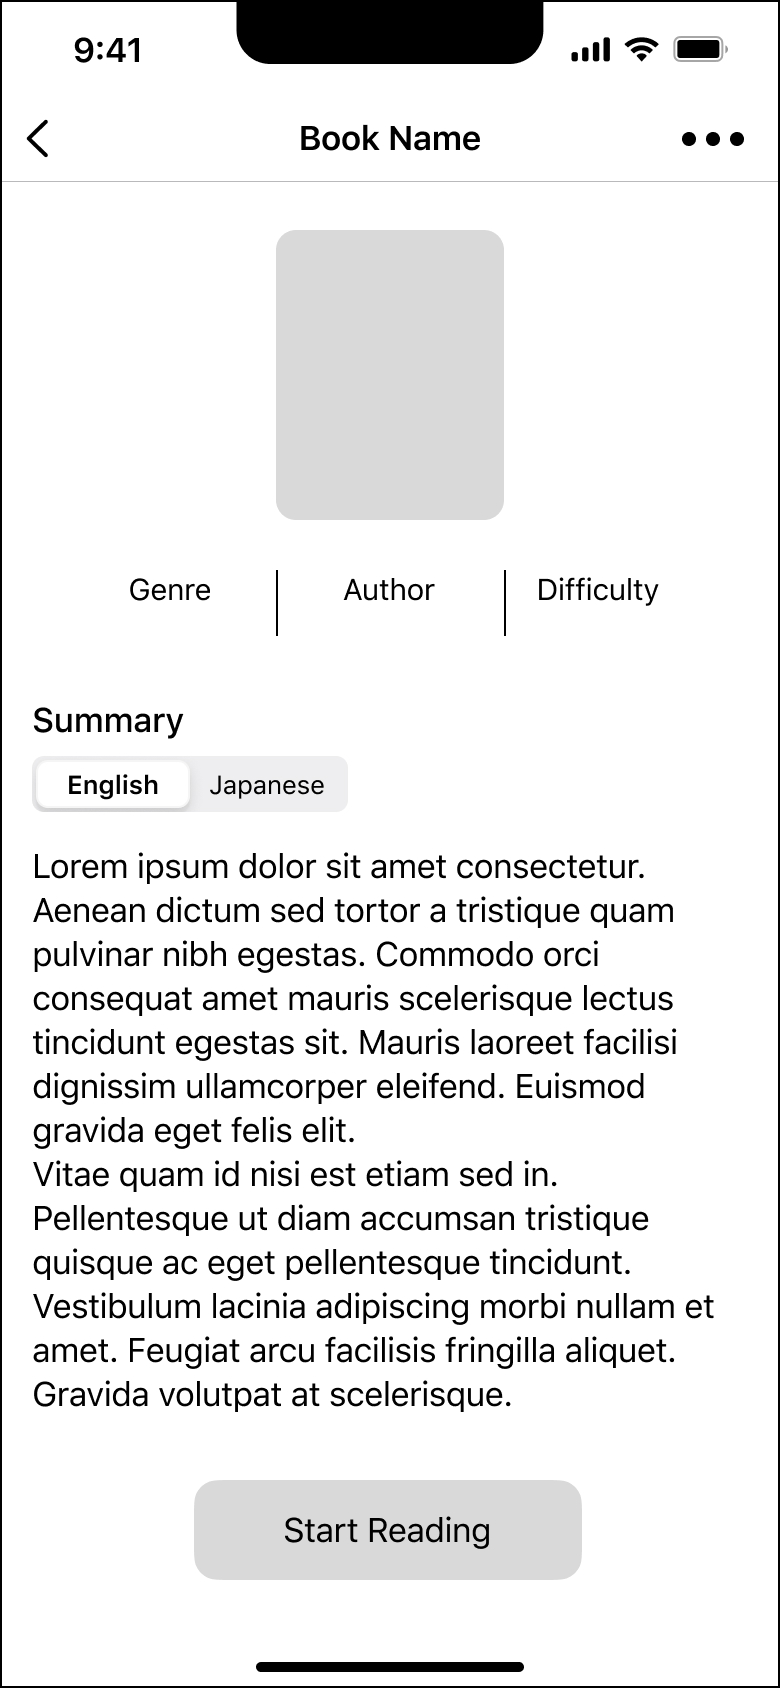 9:41
Book Name
Genre
Author
Difficulty
Summary
English
Japanese
Lorem ipsum dolor sit amet consectetur.
Aenean dictum sed tortor a tristique quam
pulvinar nibh egestas. Commodo orci
consequat amet mauris scelerisque lectus
tincidunt egestas sit. Mauris laoreet facilisi
dignissim ullamcorper eleifend. Euismod
gravida eget felis elit.
Vitae quam id nisi est etiam sed in.
Pellentesque ut diam accumsan tristique
quisque ac eget pellentesque tincidunt.
Vestibulum lacinia adipiscing morbi nullam et
amet. Feugiat arcu facilisis fringilla aliquet.
Gravida volutpat at scelerisque.
Start Reading